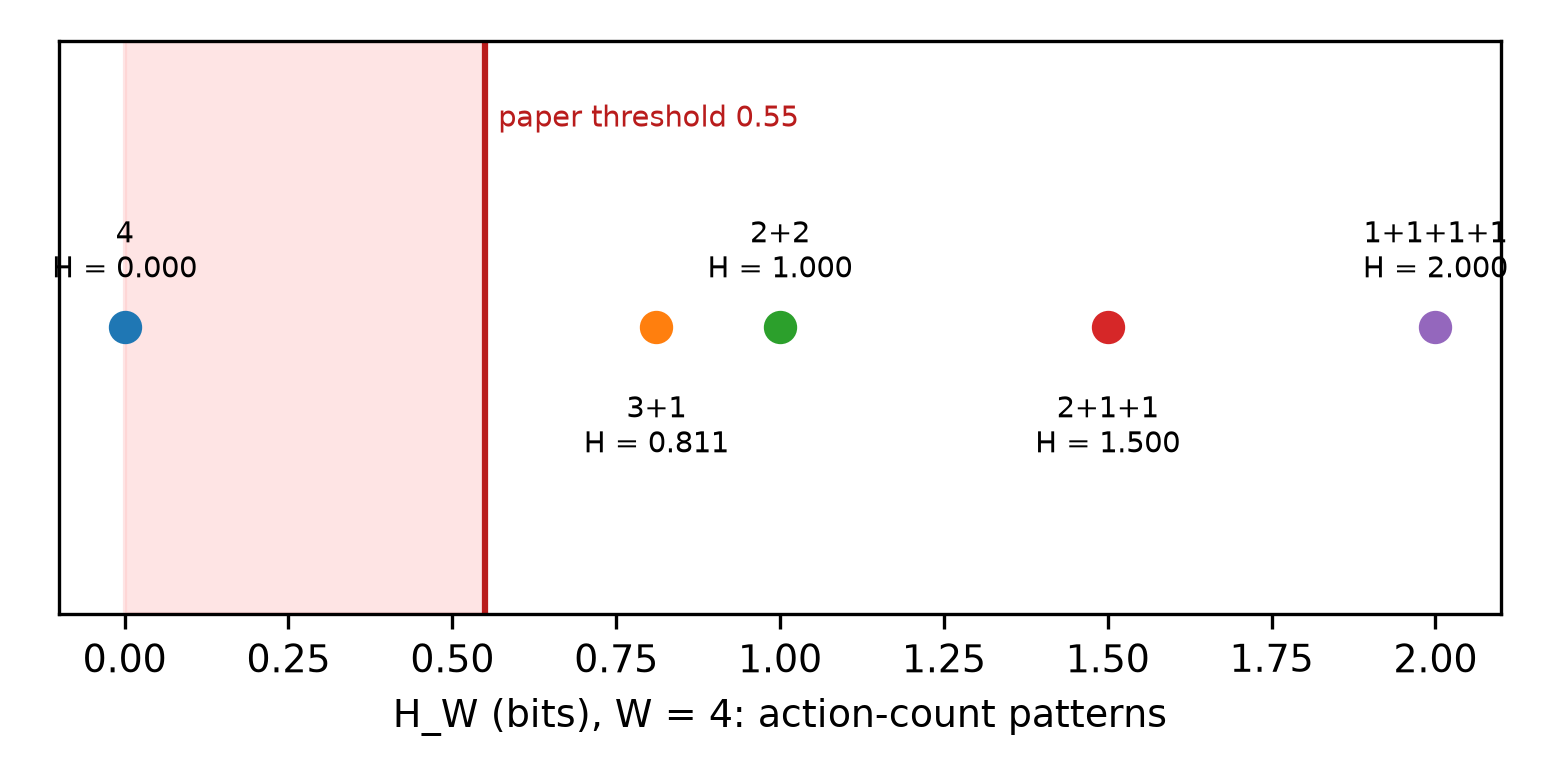 paper threshold 0.55
4
H = 0.000
2+2
H = 1.000
1+1+1+1
H = 2.000
3+1
H = 0.811
2+1+1
H = 1.500
0.00 0.25 0.50 0.75 1.00 1.25 1.50 1.75 2.00
H_W (bits), W = 4: action-count patterns